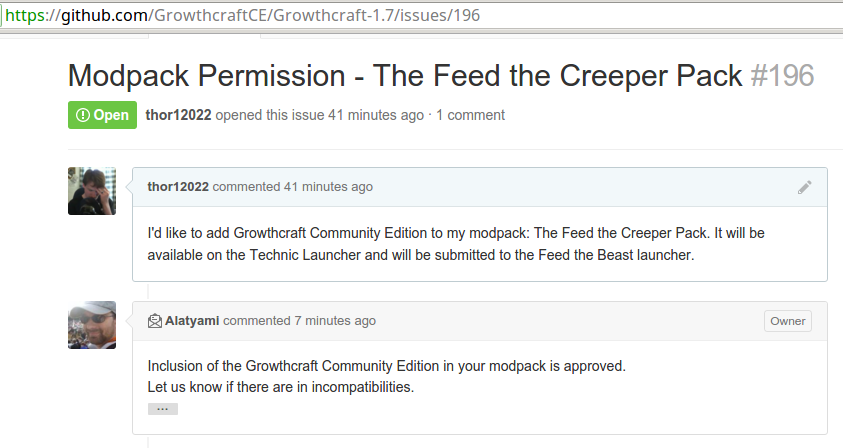 https://github.com/GrowthcraftCE/Growthcraft-1.7/issues/196
Modpack Permission - The Feed the Creeper Pack #196
Open thor12022 opened this issue 41 minutes ago · 1 comment
thor12022 commented 41 minutes ago
I'd like to add Growthcraft Community Edition to my modpack: The Feed the Creeper Pack. It will be
available on the Technic Launcher and will be submitted to the Feed the Beast launcher.
Alatyami commented 7 minutes ago Owner
Inclusion of the Growthcraft Community Edition in your modpack is approved.
Let us know if there are in incompatibilities.
...